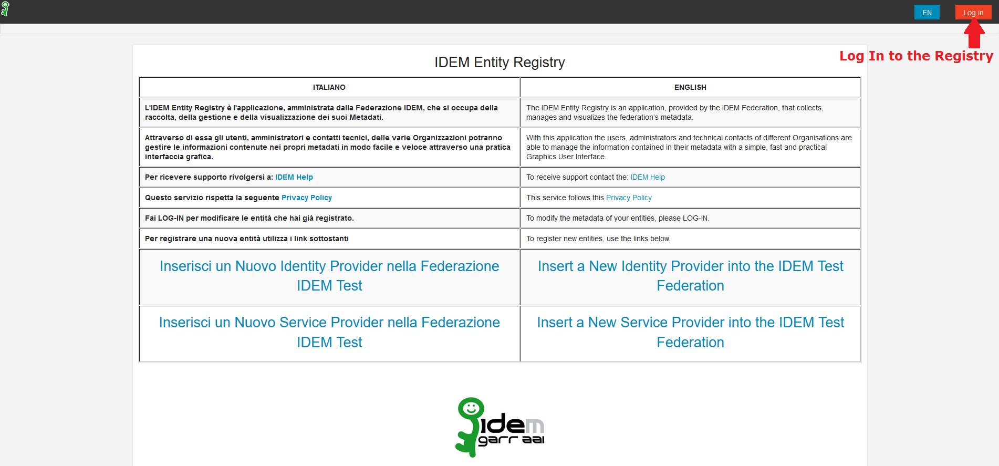 EN
Log in
Log In to the Registry
IDEM Entity Registry
ITALIANO
ENGLISH
L'IDEM Entity Registry è l'applicazione, amministrata dalla Federazione IDEM, che si occupa della
raccolta, della gestione e della visualizzazione dei suoi Metadati.
The IDEM Entity Registry is an application, provided by the IDEM Federation, that collects,
manages and visualizes the federation’s metadata.
Attraverso di essa gli utenti, amministratori e contatti tecnici, delle varie Organizzazioni potranno
gestire le informazioni contenute nei propri metadati in modo facile e veloce attraverso una pratica
interfaccia grafica.
With this application the users, administrators and technical contacts of different Organisations are
able to manage the information contained in their metadata with a simple, fast and practical
Graphics User Interface.
Per ricevere supporto rivolgersi a: IDEM Help
To receive support contact the: IDEM Help
Questo servizio rispetta la seguente Privacy Policy
This service follows this Privacy Policy
Fai LOG-IN per modificare le entità che hai già registrato.
To modify the metadata of your entities, please LOG-IN.
Per registrare una nuova entità utilizza i link sottostanti
To register new entities, use the links below.
Inserisci un Nuovo Identity Provider nella Federazione
IDEM Test
Insert a New Identity Provider into the IDEM Test
Federation
Inserisci un Nuovo Service Provider nella Federazione
IDEM Test
Insert a New Service Provider into the IDEM Test
Federation
idem
garr aai